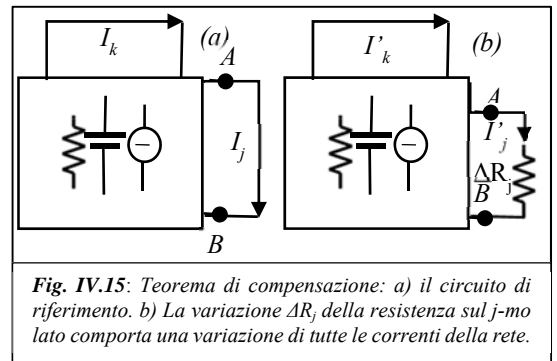 I_k (a) I'_k (b)
A
A
I_j I'_j
ΔR_j
B
B
Fig. IV.15: Teorema di compensazione: a) il circuito di
riferimento. b) La variazione ΔR_j della resistenza sul j-mo
lato comporta una variazione di tutte le correnti della rete.